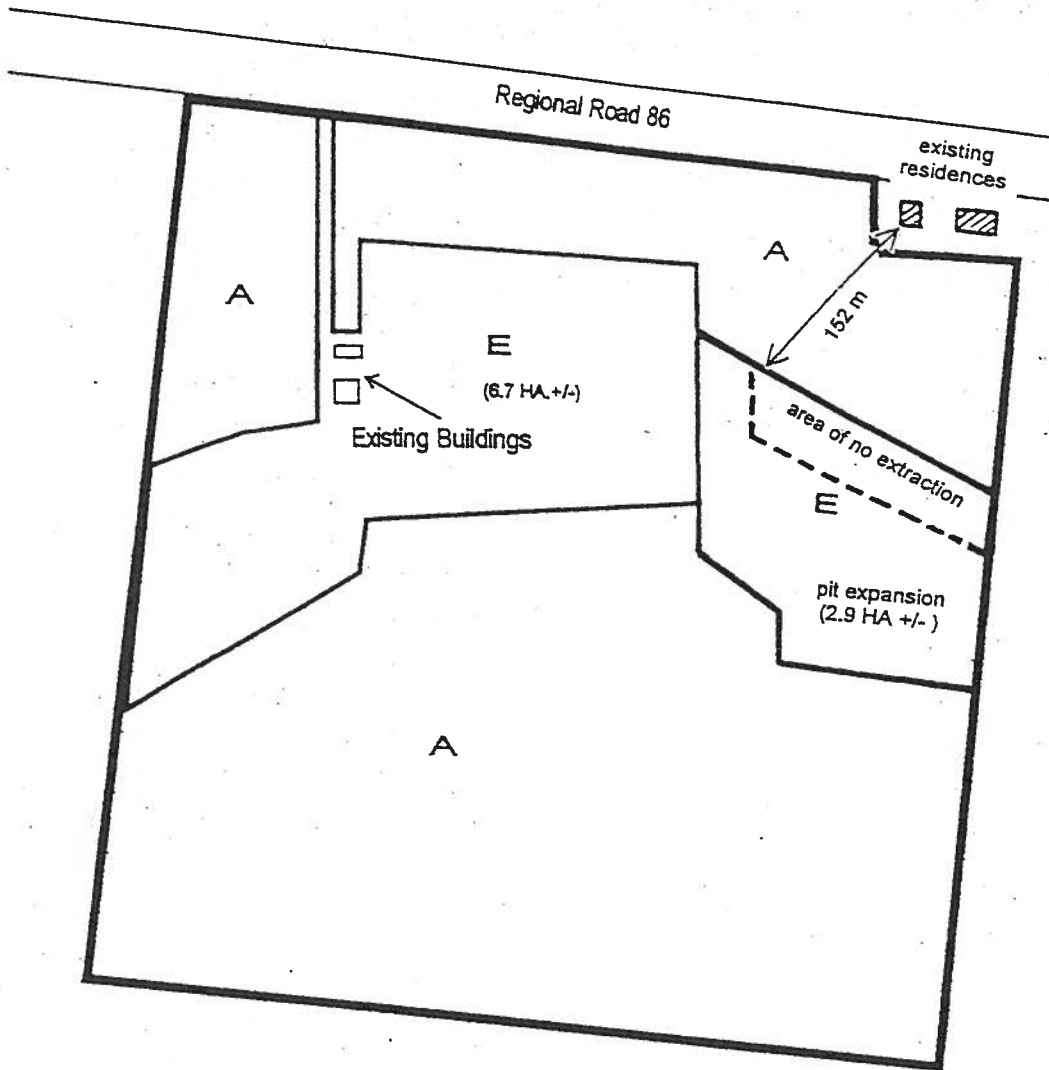 Regional Road 86
existing
residences
A
A
152 m
E
(6.7 HA.+/-)
Existing Buildings
area of no extraction
E
pit expansion
(2.9 HA +/- )
A